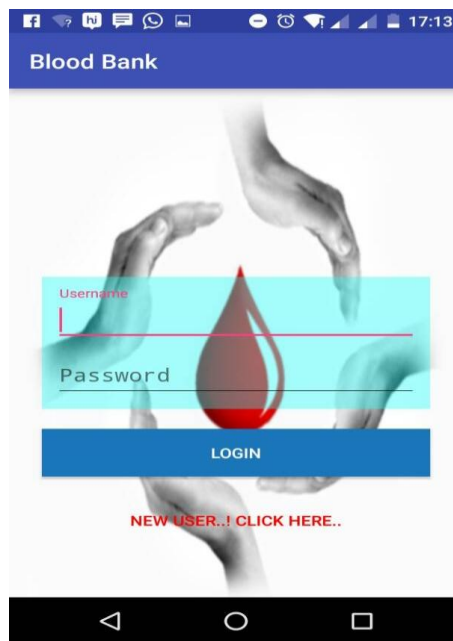 17:13
Blood Bank
Username
Password
LOGIN
NEW USER..! CLICK HERE..